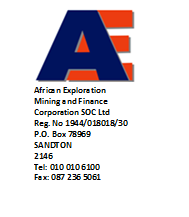 AE
African Exploration
Mining and Finance
Corporation SOC Ltd
Reg. No 1944/018018/30
P.O. Box 78969
SANDTON
2146
Tel: 010 010 6100
Fax: 087 236 5061